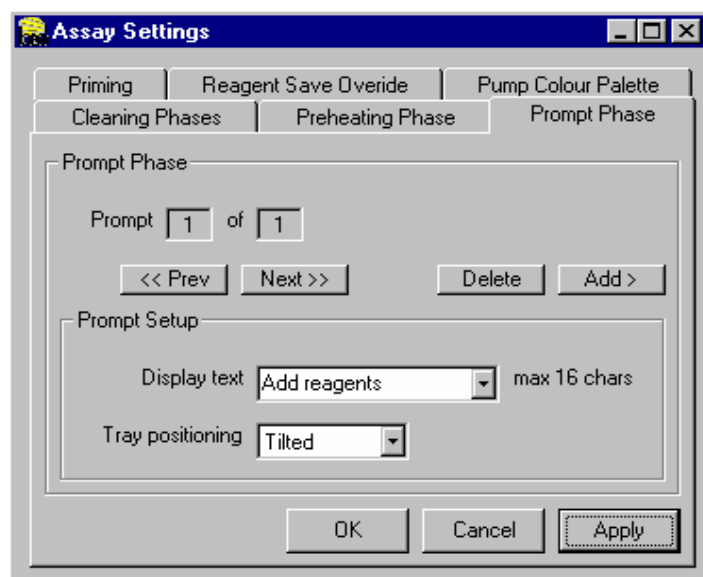 Assay Settings
Priming Reagent Save Overide Pump Colour Palette
Cleaning Phases Preheating Phase Prompt Phase
Prompt Phase
Prompt 1 of 1
<< Prev Next >> Delete Add >
Prompt Setup
Display text Add reagents max 16 chars
Tray positioning Tilted
OK Cancel Apply